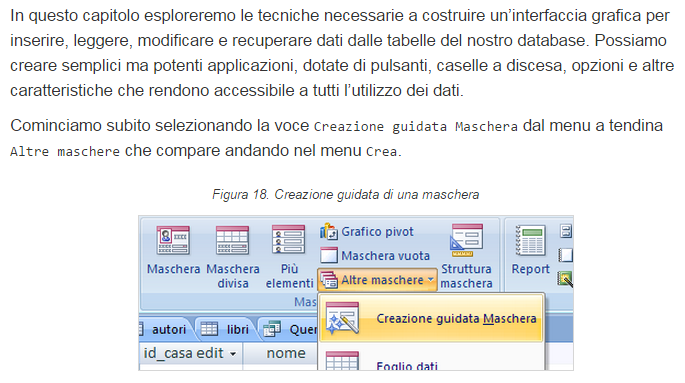 In questo capitolo esploreremo le tecniche necessarie a costruire un'interfaccia grafica per
inserire, leggere, modificare e recuperare dati dalle tabelle del nostro database. Possiamo
creare semplici ma potenti applicazioni, dotate di pulsanti, caselle a discesa, opzioni e altre
caratteristiche che rendono accessibile a tutti l'utilizzo dei dati.
Cominciamo subito selezionando la voce Creazione guidata Maschera dal menu a tendina
Altre maschere che compare andando nel menu Crea.
Figura 18. Creazione guidata di una maschera
Grafico pivot
Maschera vuota
Maschera Maschera Più Altre maschere Struttura Report
divisa elementi maschera
Mas
Creazione guidata Maschera
autori libri Quer
id_casa edit nome
Foglio dati